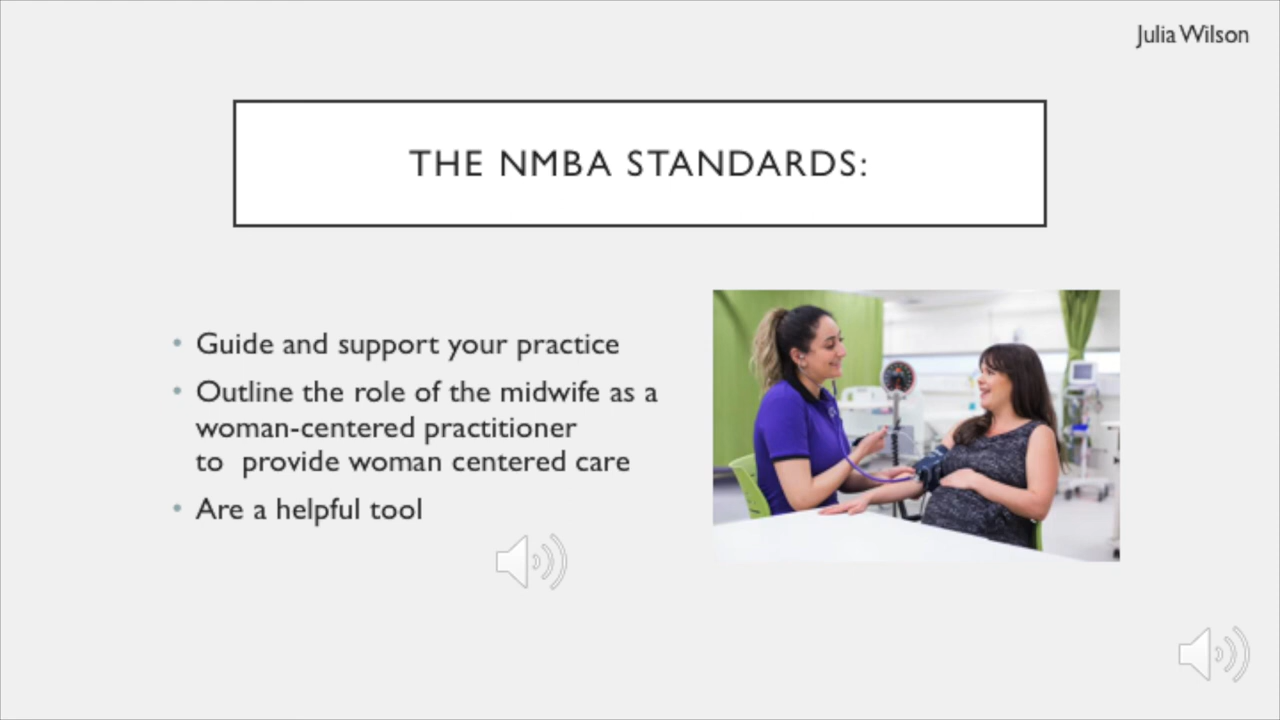 Julia Wilson
THE NMBA STANDARDS:
• Guide and support your practice
• Outline the role of the midwife as a
woman-centered practitioner
to  provide woman centered care
• Are a helpful tool